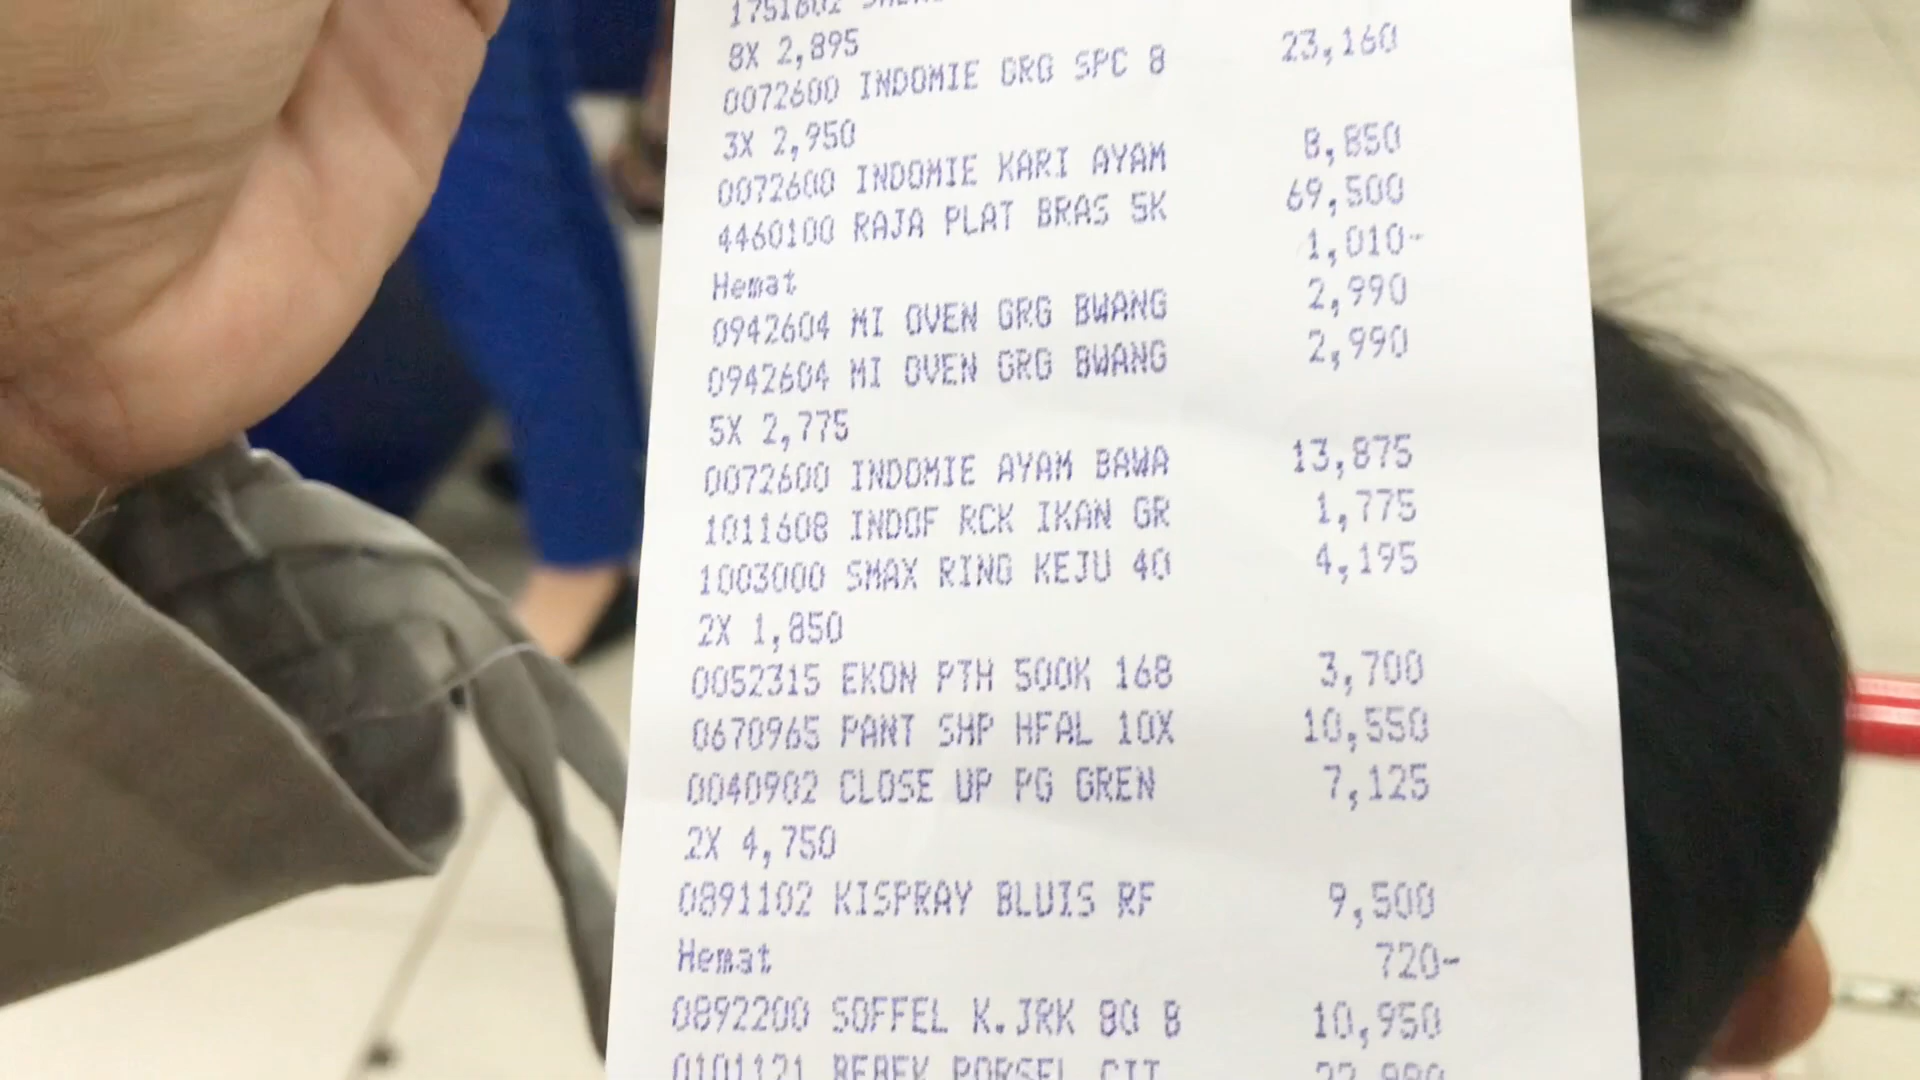 8X 2,895
0072600 INDOMIE GRG SPC 8 23,160
3X 2,950
0072600 INDOMIE KARI AYAM 8,850
4460100 RAJA PLAT BRAS 5K 69,500
Hemat 1,010-
0942604 MI OVEN GRG BWANG 2,990
0942604 MI OVEN GRG BWANG 2,990
5X 2,775
0072600 INDOMIE AYAM BAWA 13,875
1011608 INDOF RCK IKAN GR 1,775
1003000 SMAX RING KEJU 40 4,195
2X 1,850
0052315 EKON PTH 500K 168 3,700
0670965 PANT SHP HFAL 10X 10,550
0040902 CLOSE UP PG GREN 7,125
2X 4,750
0891102 KISPRAY BLUIS RF 9,500
Hemat 720-
0892200 SOFFEL K.JRK 80 B 10,950
0101121 BEBEK PORSEL CIT